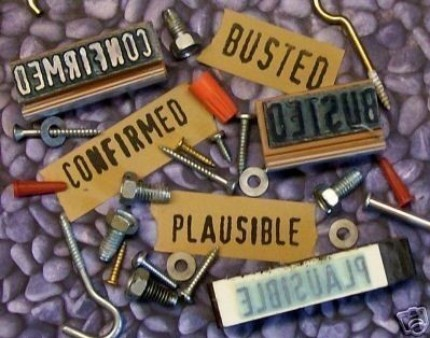 CONFIRMED
BUSTED
BUSTED
CONFIRMED
PLAUSIBLE
PLAUSIBLE